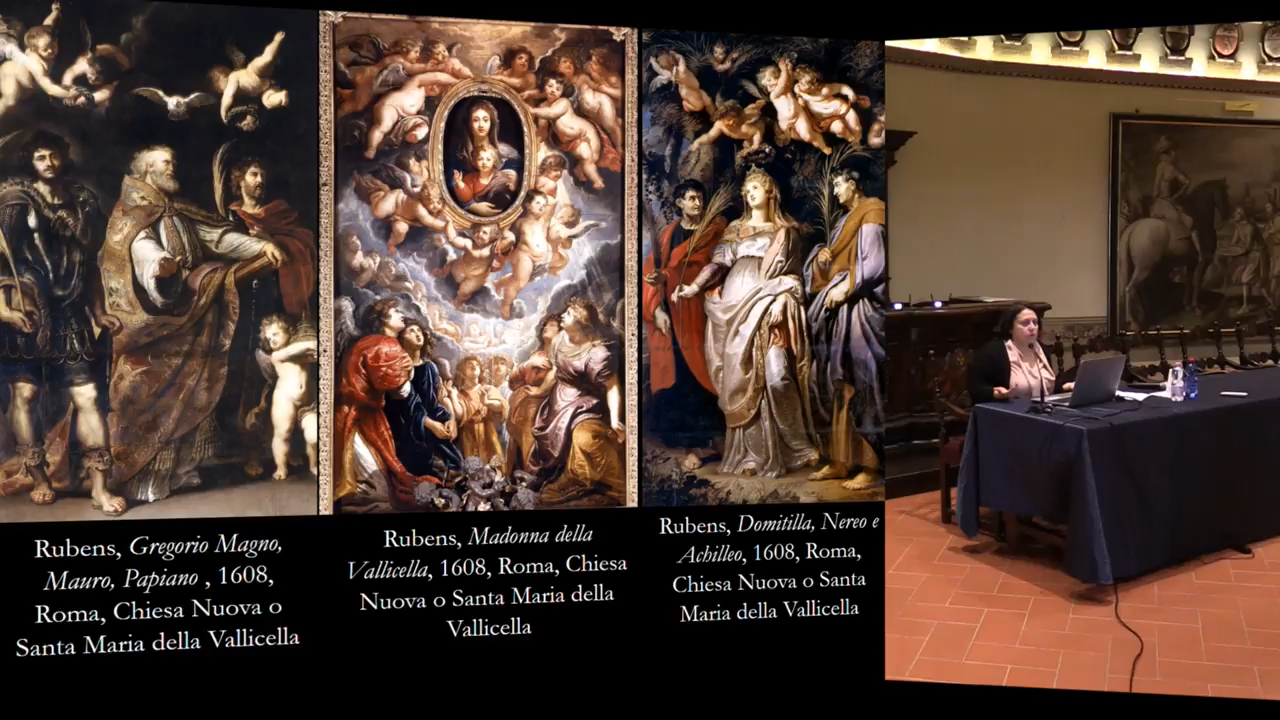 Rubens, Gregorio Magno,
Mauro, Papiano , 1608,
Roma, Chiesa Nuova o
Santa Maria della Vallicella
Rubens, Madonna della
Vallicella, 1608, Roma, Chiesa
Nuova o Santa Maria della
Vallicella
Rubens, Domitilla, Nereo e
Achilleo, 1608, Roma,
Chiesa Nuova o Santa
Maria della Vallicella